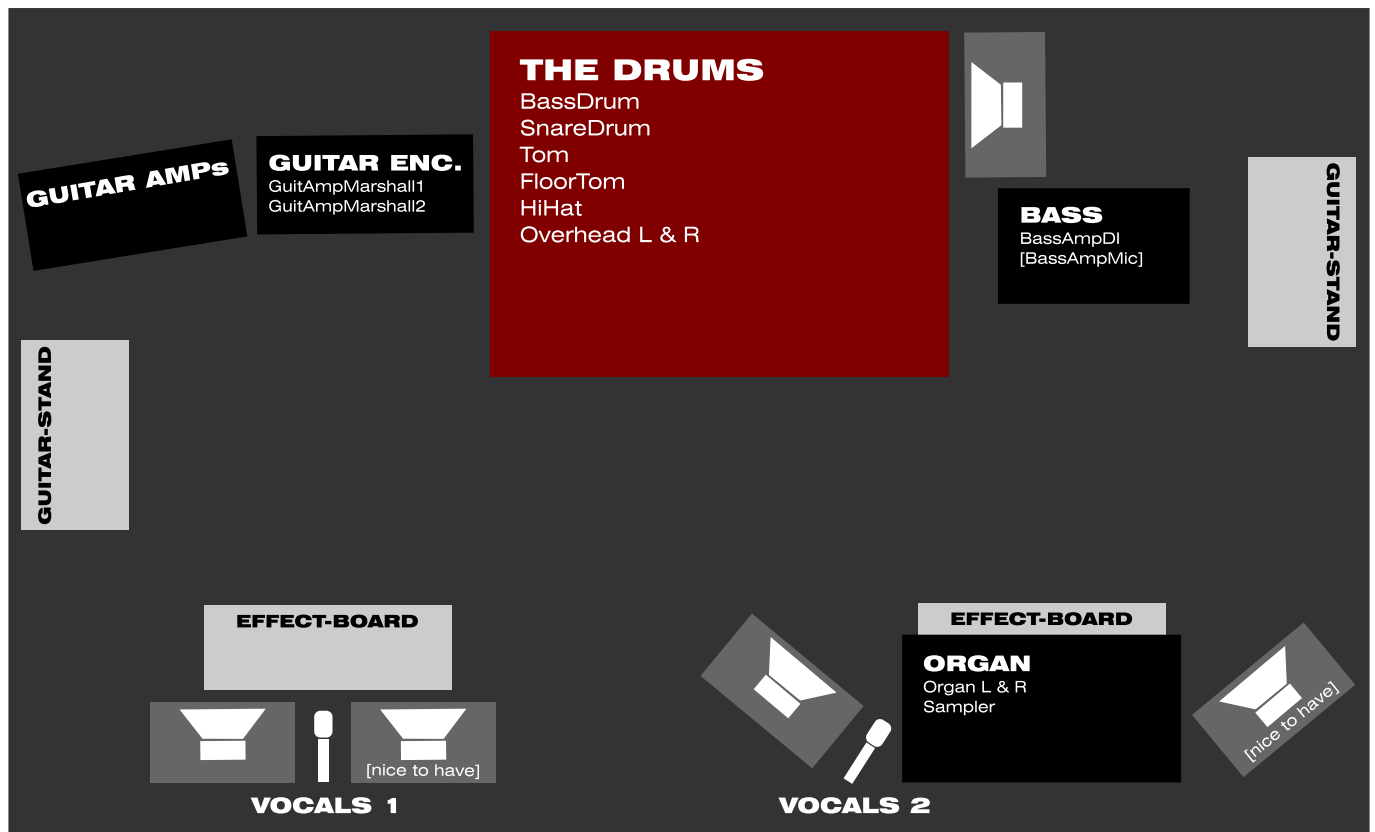 THE DRUMS
BassDrum
SnareDrum
Tom
FloorTom
HiHat
Overhead L & R
GUITAR AMPs
GUITAR ENC.
GuitAmpMarshall1
GuitAmpMarshall2
BASS
BassAmpDI
[BassAmpMic]
GUITAR-STAND
GUITAR-STAND
EFFECT-BOARD
[nice to have]
VOCALS 1
EFFECT-BOARD
ORGAN
Organ L & R
Sampler
[nice to have]
VOCALS 2